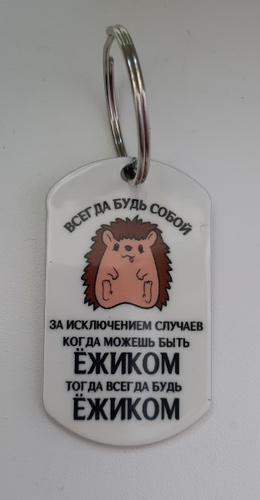 ВСЕГДА БУДЬ СОБОЙ
ЗА ИСКЛЮЧЕНИЕМ СЛУЧАЕВ
КОГДА МОЖЕШЬ БЫТЬ
ЁЖИКОМ
ТОГДА ВСЕГДА БУДЬ
ЁЖИКОМ